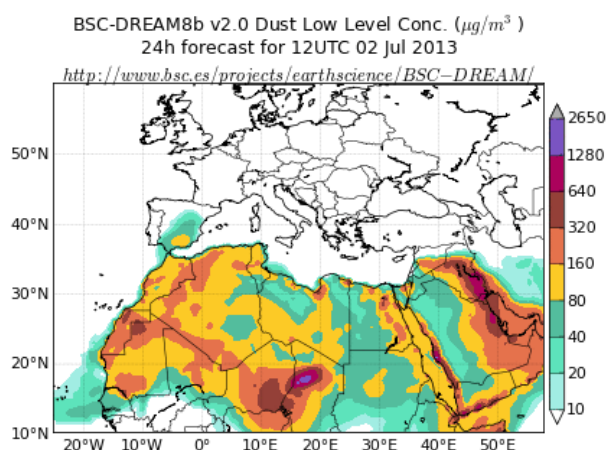 BSC-DREAM8b v2.0 Dust Low Level Conc. (μg/m³ )
24h forecast for 12UTC 02 Jul 2013
http://www.bsc.es/projects/earthscience/BSC−DREAM/
2650
1280
640
320
160
80
40
20
10
50°N
40°N
30°N
20°N
10°N
20°W 10°W 0° 10°E 20°E 30°E 40°E 50°E